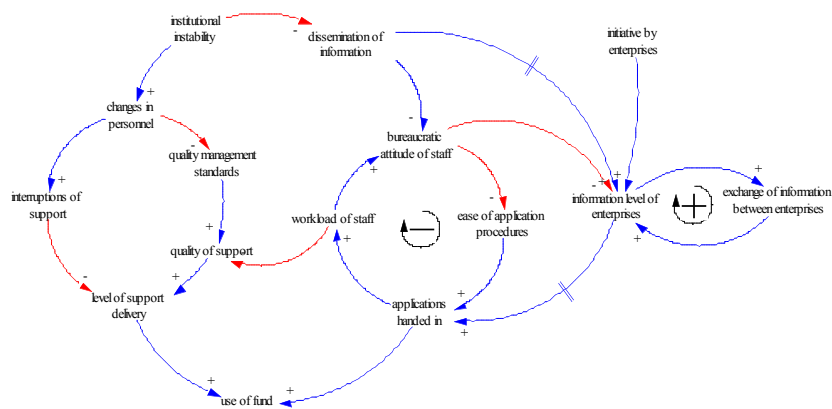 institutional
instability
-
dissemination of
information
initiative by
enterprises
+
changes in
personnel
-
quality management
standards
-
bureaucratic
attitude of staff
+
interruptions of
support
+
workload of staff
-
ease of application
procedures
-
+
+
information level of
enterprises
+
exchange of information
between enterprises
+
+
quality of support
-
+
+
-
level of support
delivery
+
applications
handed in
+
+
+
use of fund